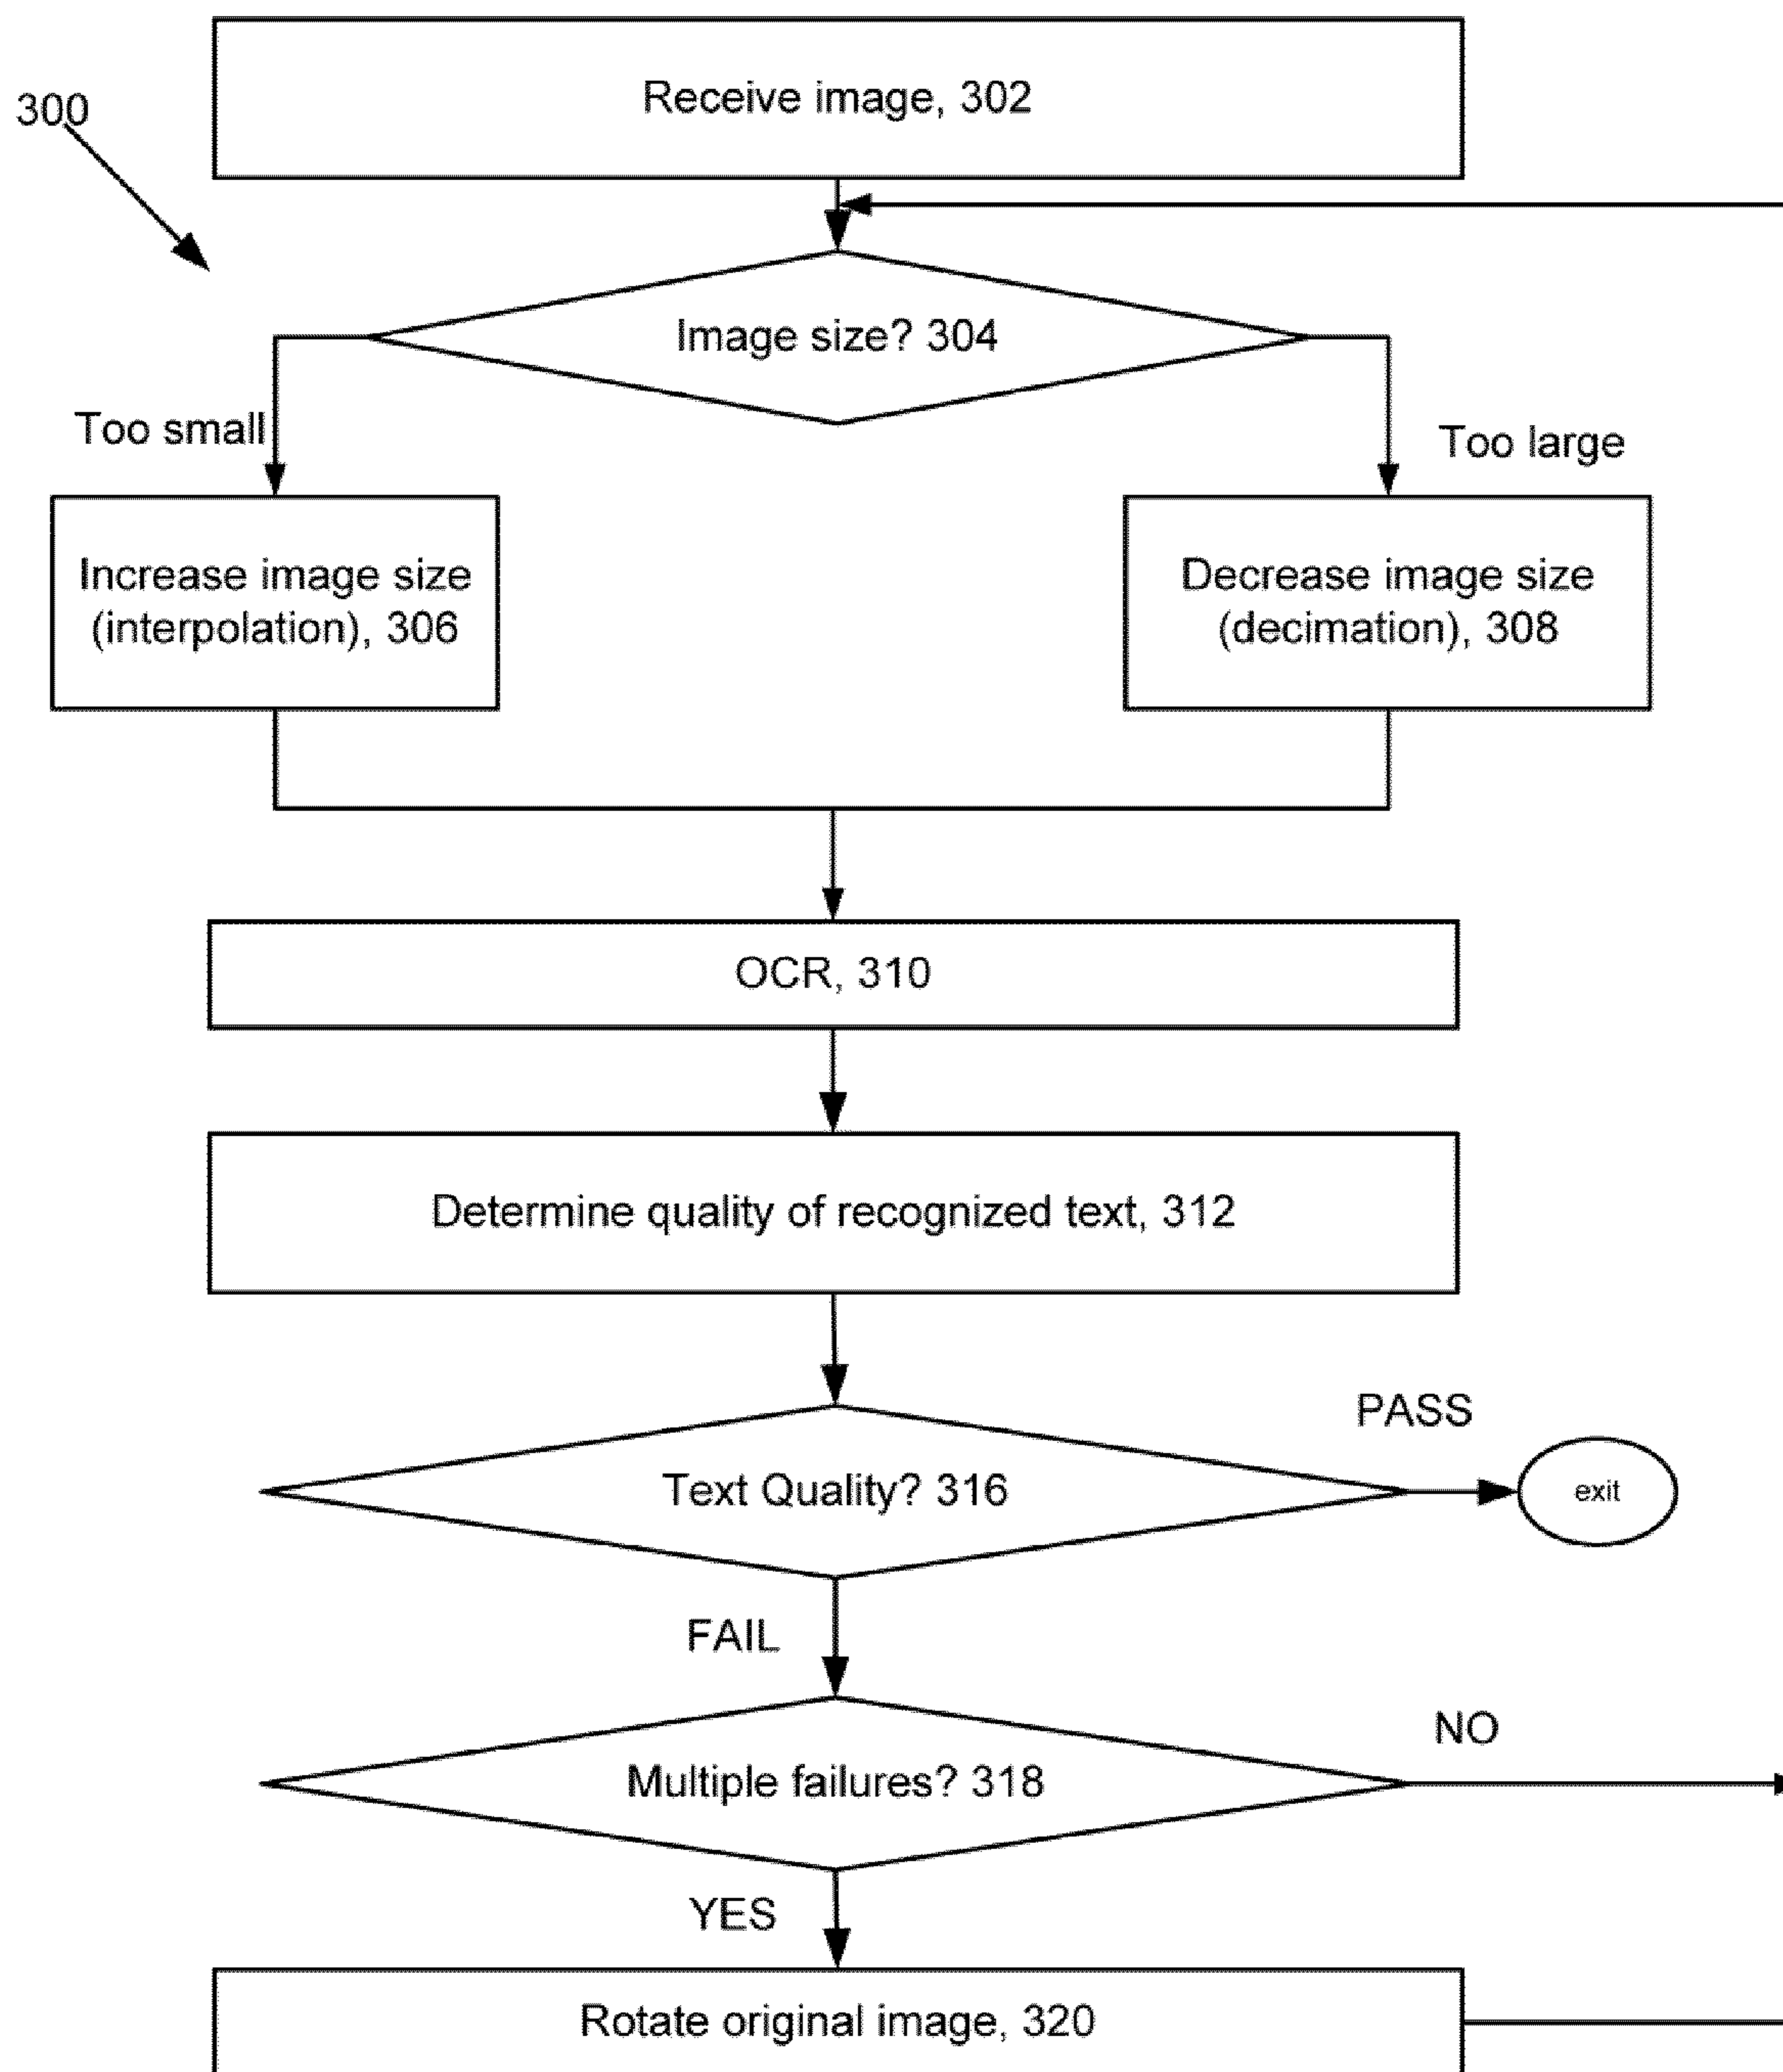 Receive image, 302
300
Image size? 304
Too small
Too large
Increase image size
(interpolation), 306
Decrease image size
(decimation), 308
OCR, 310
Determine quality of recognized text, 312
PASS
Text Quality? 316
exit
FAIL
NO
Multiple failures? 318
YES
Rotate original image, 320